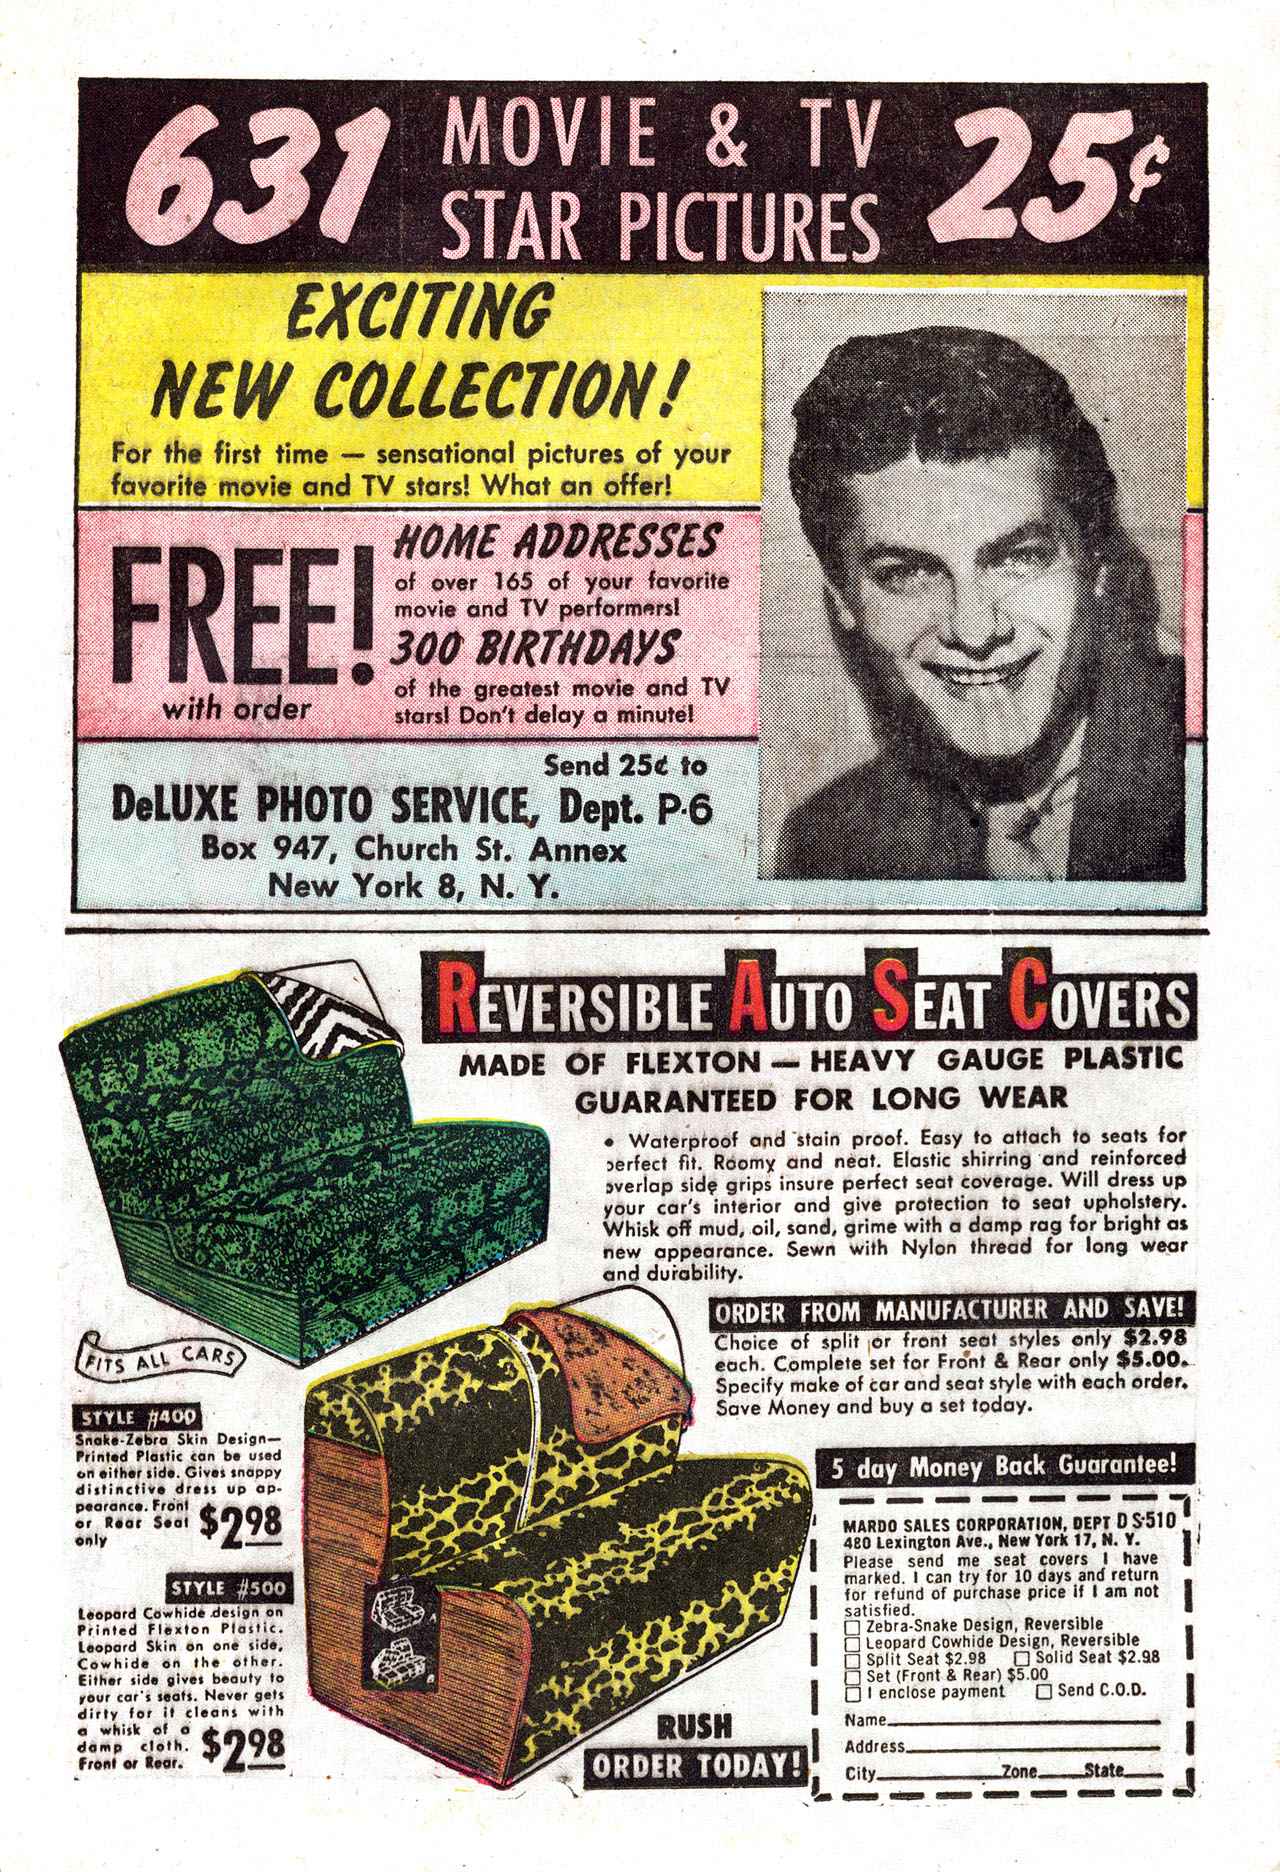 631 MOVIE & TV STAR PICTURES 25¢
EXCITING
NEW COLLECTION!
For the first time — sensational pictures of your
favorite movie and TV stars! What an offer!
FREE!
with order
HOME ADDRESSES
of over 165 of your favorite
movie and TV performers!
300 BIRTHDAYS
of the greatest movie and TV
stars! Don't delay a minute!
Send 25¢ to
DeLUXE PHOTO SERVICE, Dept. P-6
Box 947, Church St. Annex
New York 8, N. Y.
REVERSIBLE AUTO SEAT COVERS
MADE OF FLEXTON — HEAVY GAUGE PLASTIC
GUARANTEED FOR LONG WEAR
• Waterproof and stain proof. Easy to attach to seats for
perfect fit. Roomy and neat. Elastic shirring and reinforced
overlap side grips insure perfect seat coverage. Will dress up
your car's interior and give protection to seat upholstery.
Whisk off mud, oil, sand, grime with a damp rag for bright as
new appearance. Sewn with Nylon thread for long wear
and durability.
ORDER FROM MANUFACTURER AND SAVE!
Choice of split or front seat styles only $2.98
each. Complete set for Front & Rear only $5.00.
Specify make of car and seat style with each order.
Save Money and buy a set today.
FITS ALL CARS
STYLE #400
Snake-Zebra Skin Design—
Printed Plastic can be used
on either side. Gives snappy
distinctive dress up ap-
pearance. Front
or Rear Seat
only
$2.98
STYLE #500
Leopard Cowhide design on
Printed Flexton Plastic.
Leopard Skin on one side,
Cowhide on the other.
Either side gives beauty to
your car's seats. Never gets
dirty for it cleans with
a whisk of a
damp cloth.
Front or Rear.
$2.98
RUSH
ORDER TODAY!
5 day Money Back Guarantee!
MARDO SALES CORPORATION, DEPT DS-510
480 Lexington Ave., New York 17, N. Y.
Please send me seat covers I have
marked. I can try for 10 days and return
for refund of purchase price if I am not
satisfied.
☐ Zebra-Snake Design, Reversible
☐ Leopard Cowhide Design, Reversible
☐ Split Seat $2.98 ☐ Solid Seat $2.98
☐ Set (Front & Rear) $5.00
☐ I enclose payment ☐ Send C.O.D.
Name
Address
City Zone State